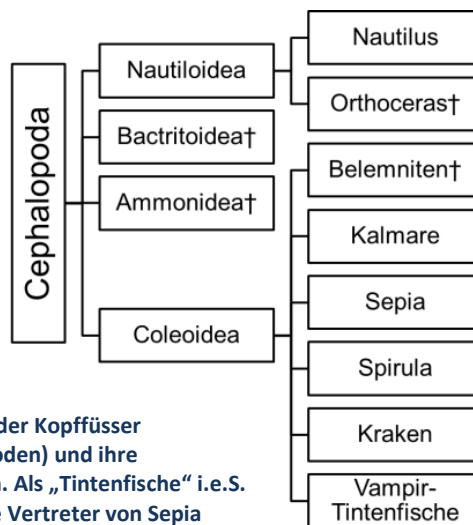 Cephalopoda
Nautiloidea
Bactritoidea†
Ammonidea†
Coleoidea
Nautilus
Orthoceras†
Belemniten†
Kalmare
Sepia
Spirula
Kraken
Vampir-
Tintenfische
der Kopffüsser
oden) und ihre
. Als „Tintenfische“ i.e.S.
e Vertreter von Sepia